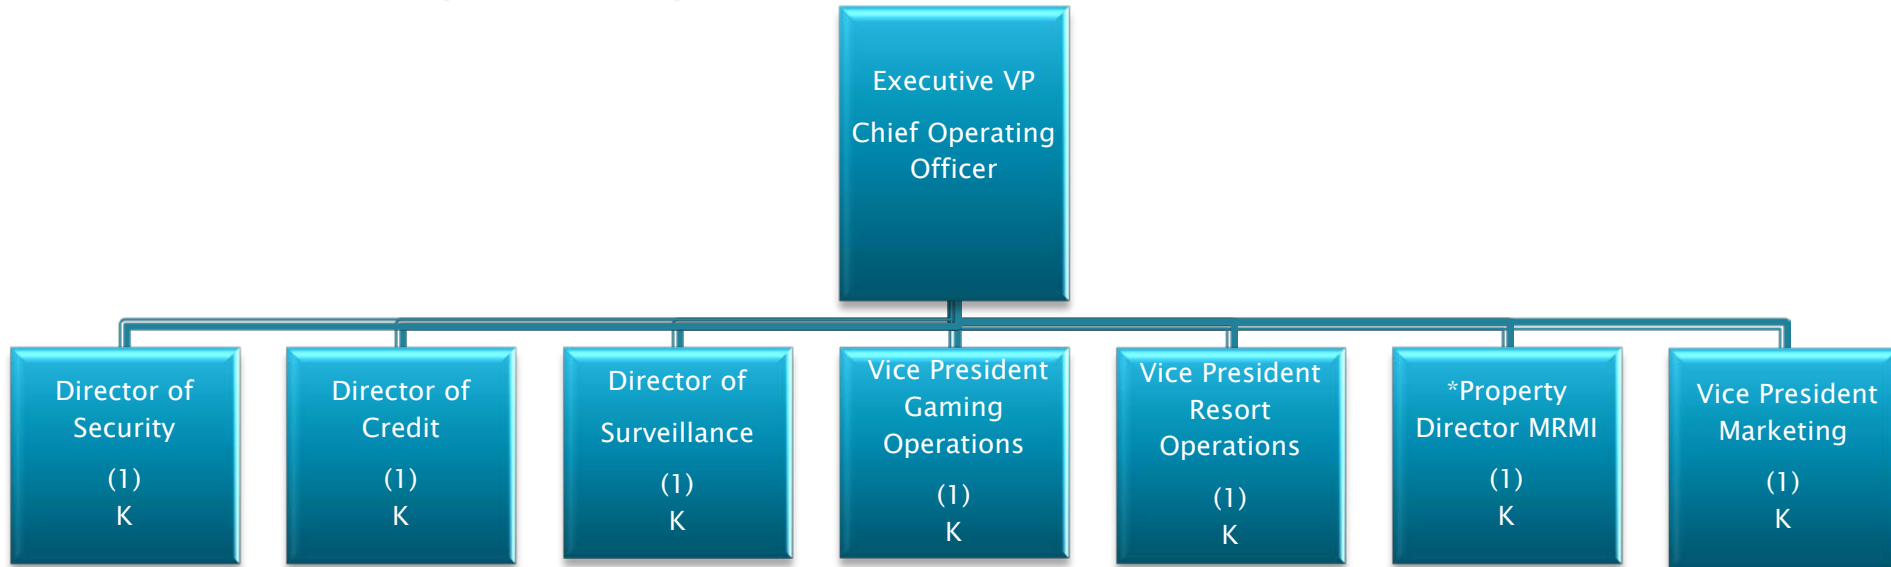 Executive VP
Chief Operating
Officer
Director of
Security
(1)
K
Director of
Credit
(1)
K
Director of
Surveillance
(1)
K
Vice President
Gaming
Operations
(1)
K
Vice President
Resort
Operations
(1)
K
*Property
Director MRMI
(1)
K
Vice President
Marketing
(1)
K